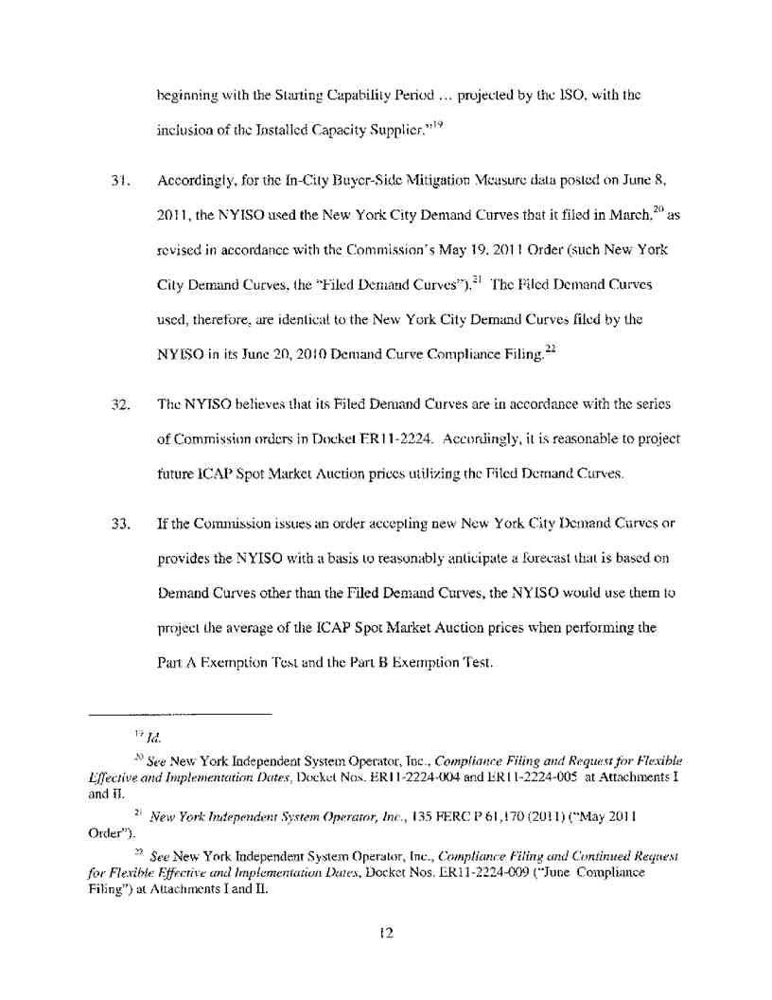 beginning with the Starting Capability Period … projected by the ISO, with the
inclusion of the Installed Capacity Supplier."19
31. Accordingly, for the In-City Buyer-Side Mitigation Measure data posted on June 8,
2011, the NYISO used the New York City Demand Curves that it filed in March,20 as
revised in accordance with the Commission's May 19, 2011 Order (such New York
City Demand Curves, the "Filed Demand Curves").21 The Filed Demand Curves
used, therefore, are identical to the New York City Demand Curves filed by the
NYISO in its June 20, 2010 Demand Curve Compliance Filing.22
32. The NYISO believes that its Filed Demand Curves are in accordance with the series
of Commission orders in Docket ER11-2224. Accordingly, it is reasonable to project
future ICAP Spot Market Auction prices utilizing the Filed Demand Curves.
33. If the Commission issues an order accepting new New York City Demand Curves or
provides the NYISO with a basis to reasonably anticipate a forecast that is based on
Demand Curves other than the Filed Demand Curves, the NYISO would use them to
project the average of the ICAP Spot Market Auction prices when performing the
Part A Exemption Test and the Part B Exemption Test.
19 Id.
20 See New York Independent System Operator, Inc., Compliance Filing and Request for Flexible
Effective and Implementation Dates, Docket Nos. ER11-2224-004 and ER11-2224-005 at Attachments I
and II.
21 New York Independent System Operator, Inc., 135 FERC P 61,170 (2011) ("May 2011
Order").
22 See New York Independent System Operator, Inc., Compliance Filing and Continued Request
for Flexible Effective and Implementation Dates, Docket Nos. ER11-2224-009 ("June Compliance
Filing") at Attachments I and II.
12